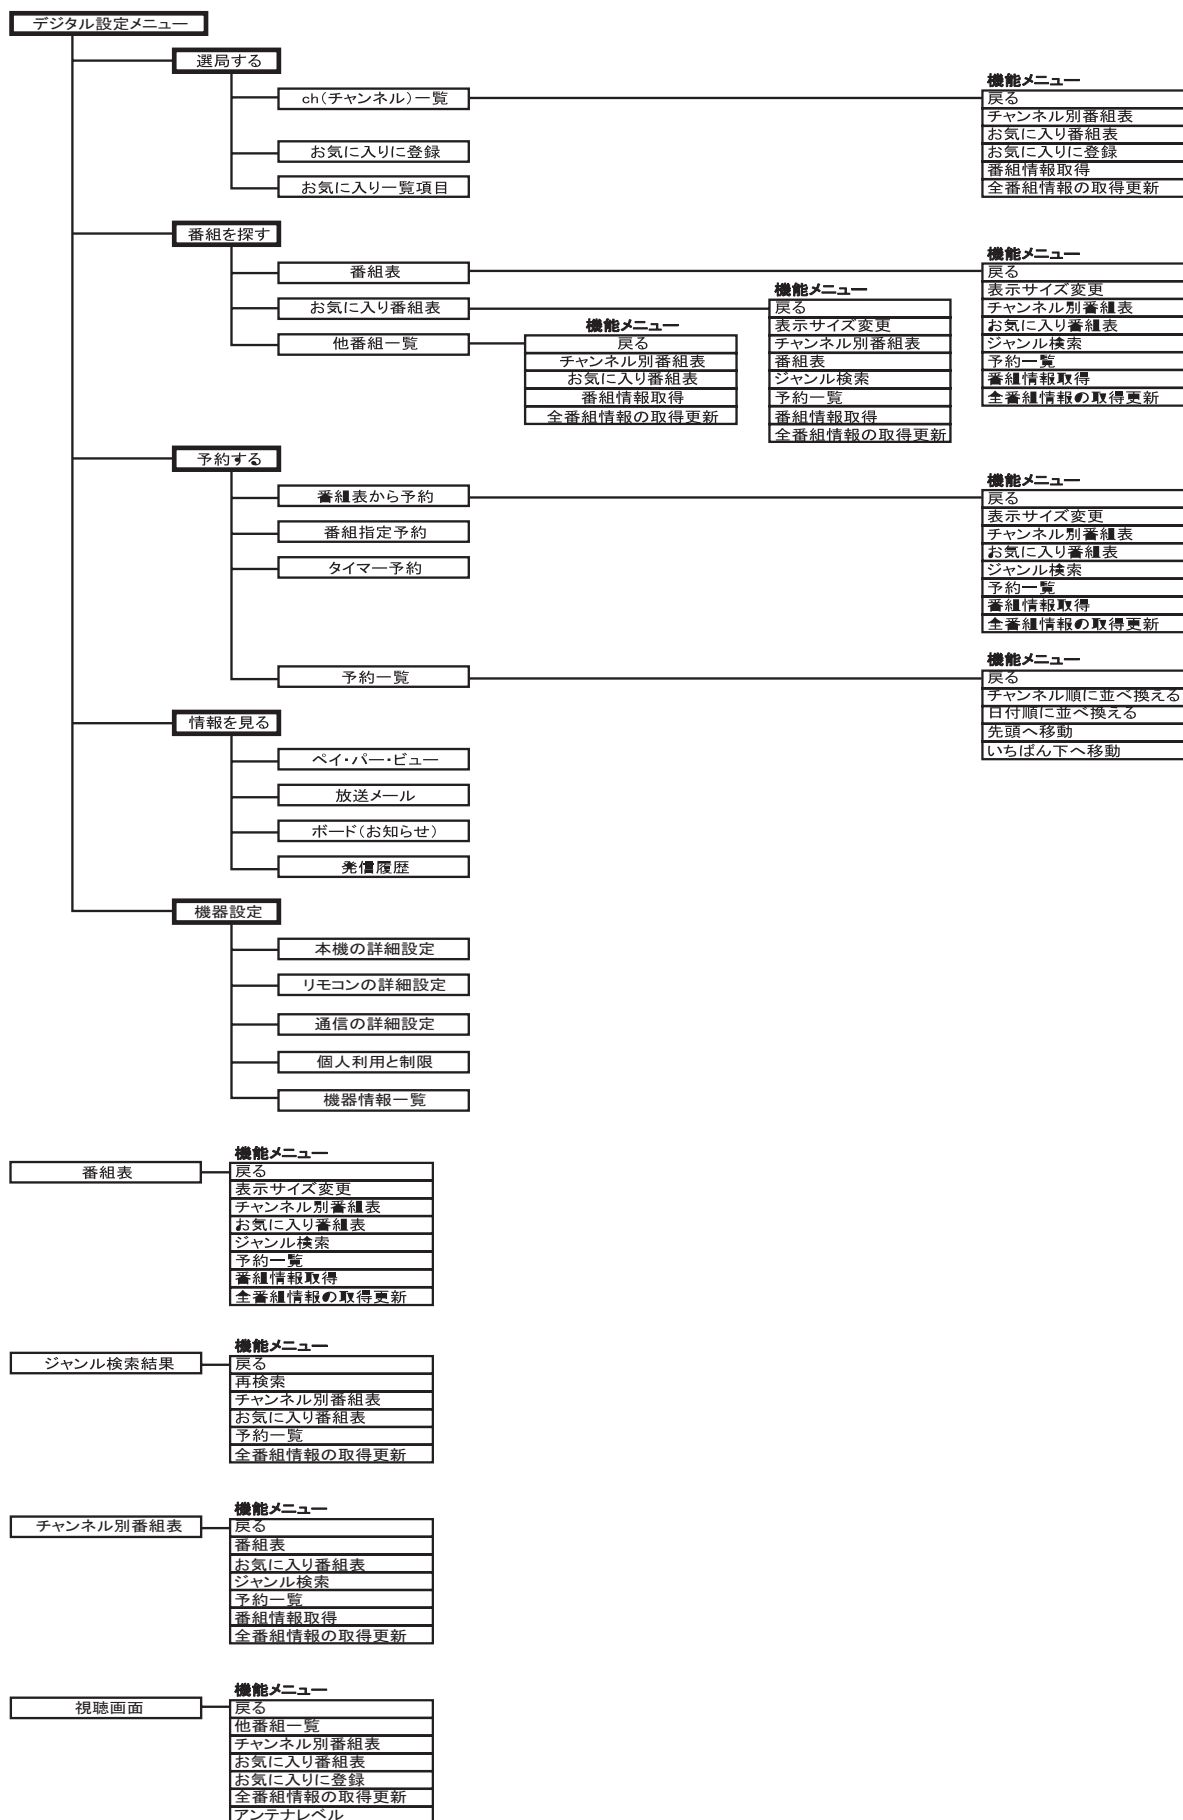 デジタル設定メニュー
選局する
ch(チャンネル)一覧
お気に入りに登録
お気に入り一覧項目
機能メニュー
戻る
チャンネル別番組表
お気に入り番組表
お気に入りに登録
番組情報取得
全番組情報の取得更新
番組を探す
番組表
お気に入り番組表
他番組一覧
機能メニュー
戻る
チャンネル別番組表
お気に入り番組表
番組情報取得
全番組情報の取得更新
機能メニュー
戻る
表示サイズ変更
チャンネル別番組表
番組表
ジャンル検索
予約一覧
番組情報取得
全番組情報の取得更新
機能メニュー
戻る
表示サイズ変更
チャンネル別番組表
お気に入り番組表
ジャンル検索
予約一覧
番組情報取得
全番組情報の取得更新
予約する
番組表から予約
番組指定予約
タイマー予約
予約一覧
機能メニュー
戻る
表示サイズ変更
チャンネル別番組表
お気に入り番組表
ジャンル検索
予約一覧
番組情報取得
全番組情報の取得更新
機能メニュー
戻る
チャンネル順に並べ換える
日付順に並べ換える
先頭へ移動
いちばん下へ移動
情報を見る
ペイ・パー・ビュー
放送メール
ボード(お知らせ)
発信履歴
機器設定
本機の詳細設定
リモコンの詳細設定
通信の詳細設定
個人利用と制限
機器情報一覧
番組表
機能メニュー
戻る
表示サイズ変更
チャンネル別番組表
お気に入り番組表
ジャンル検索
予約一覧
番組情報取得
全番組情報の取得更新
ジャンル検索結果
機能メニュー
戻る
再検索
チャンネル別番組表
お気に入り番組表
予約一覧
全番組情報の取得更新
チャンネル別番組表
機能メニュー
戻る
番組表
お気に入り番組表
ジャンル検索
予約一覧
番組情報取得
全番組情報の取得更新
視聴画面
機能メニュー
戻る
他番組一覧
チャンネル別番組表
お気に入り番組表
お気に入りに登録
全番組情報の取得更新
アンテナレベル